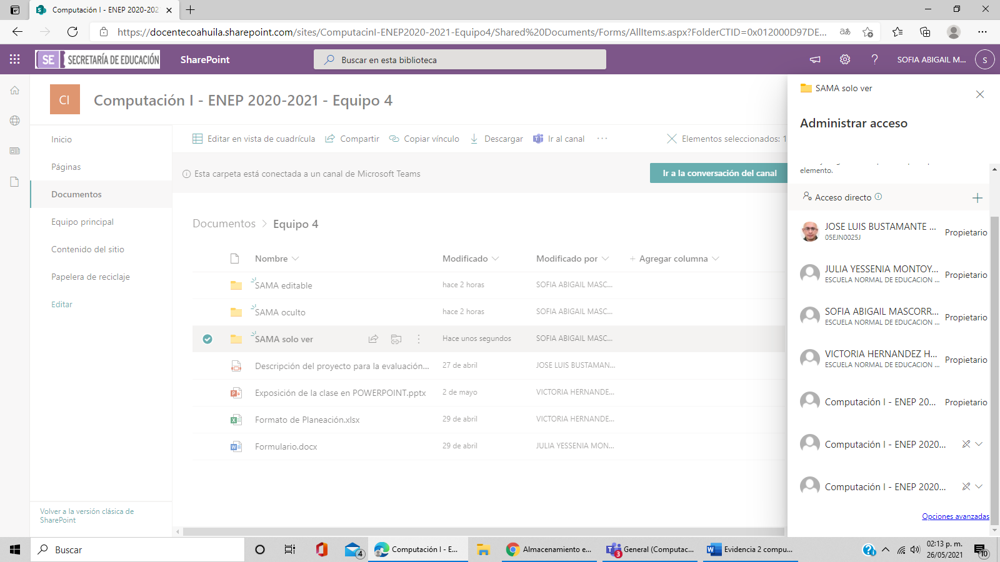 Computación I - ENEP 2020-202
https://docentecoahuila.sharepoint.com/sites/ComputacinI-ENEP2020-2021-Equipo4/Shared%20Documents/Forms/AllItems.aspx?FolderCTID=0x012000D97DE...
SE SECRETARÍA DE EDUCACIÓN
SharePoint
Buscar en esta biblioteca
SOFIA ABIGAIL M...
S
CI
Computación I - ENEP 2020-2021 - Equipo 4
Inicio
Páginas
Documentos
Equipo principal
Contenido del sitio
Papelera de reciclaje
Editar
Volver a la versión clásica de
SharePoint
Editar en vista de cuadrícula
Compartir
Copiar vínculo
Descargar
Ir al canal
Elementos seleccionados: 1
Esta carpeta está conectada a un canal de Microsoft Teams
Ir a la conversación del canal
Documentos > Equipo 4
Nombre Modificado Modificado por + Agregar columna
SAMA editable hace 2 horas SOFIA ABIGAIL MASC...
SAMA oculto hace 2 horas SOFIA ABIGAIL MASC...
SAMA solo ver Hace unos segundos SOFIA ABIGAIL MASC...
Descripción del proyecto para la evaluación... 27 de abril JOSE LUIS BUSTAMAN...
Exposición de la clase en POWERPOINT.pptx 2 de mayo VICTORIA HERNANDE...
Formato de Planeación.xlsx 29 de abril VICTORIA HERNANDE...
Formulario.docx 29 de abril JULIA YESSENIA MON...
SAMA solo ver
Administrar acceso
elemento.
Acceso directo
JOSE LUIS BUSTAMANTE ... Propietario
05EJN0025J
JULIA YESSENIA MONTOY... Propietario
ESCUELA NORMAL DE EDUCACION ...
SOFIA ABIGAIL MASCORR... Propietario
ESCUELA NORMAL DE EDUCACION ...
VICTORIA HERNANDEZ H... Propietario
ESCUELA NORMAL DE EDUCACION ...
Computación I - ENEP 20... Propietario
Computación I - ENEP 2020...
Computación I - ENEP 2020...
Opciones avanzadas
Buscar
4
Computación I - E...
Almacenamiento e...
3
General (Computac...
Evidencia 2 compu...
02:13 p. m.
26/05/2021
10